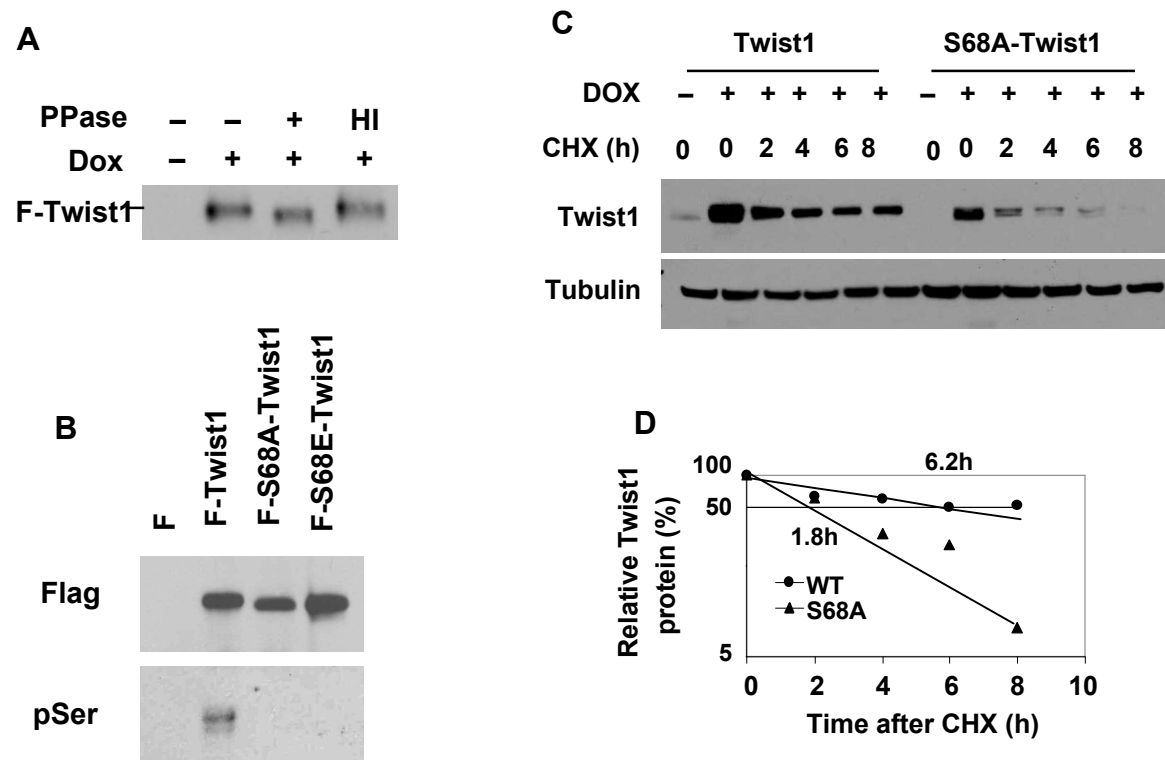 A
PPase – – + HI
Dox – + + +
F-Twist1
B
F
F-Twist1
F-S68A-Twist1
F-S68E-Twist1
Flag
pSer
C
Twist1 S68A-Twist1
DOX – + + + + + – + + + + +
CHX (h) 0 0 2 4 6 8 0 0 2 4 6 8
Twist1
Tubulin
D
Relative Twist1
protein (%)
100
50
5
6.2h
1.8h
WT
S68A
0 2 4 6 8 10
Time after CHX (h)